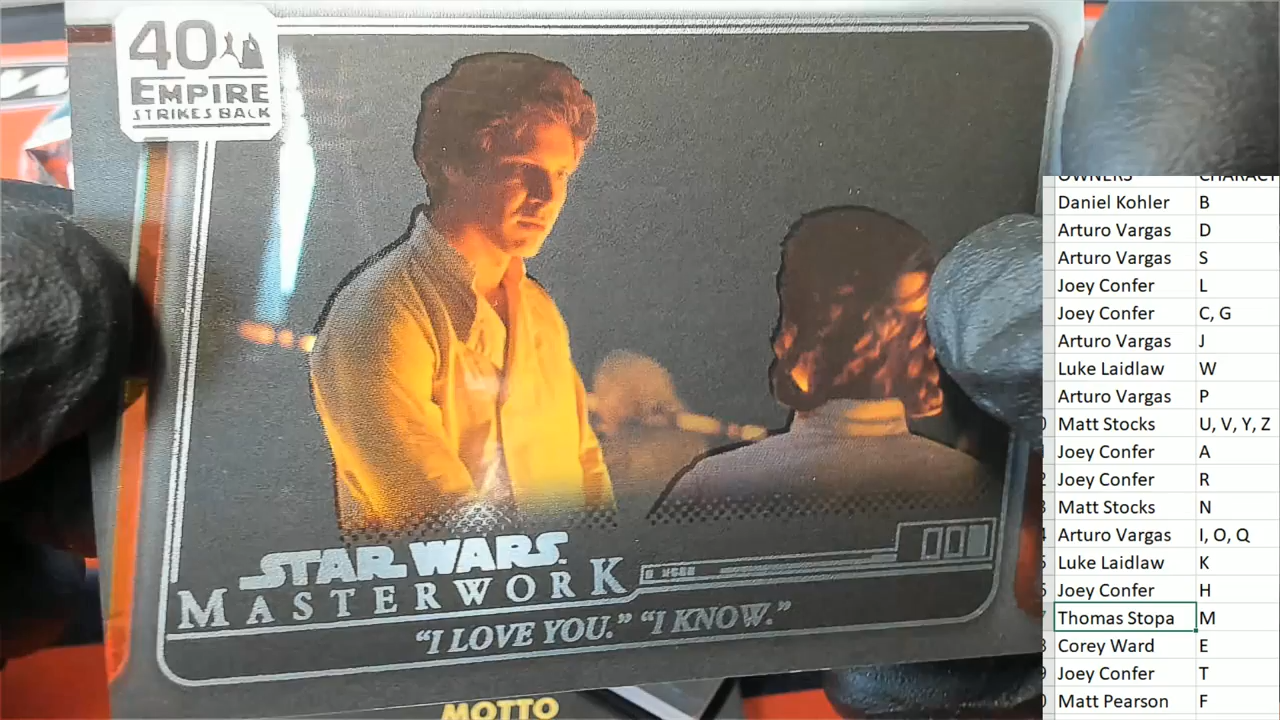 40
EMPIRE
STRIKES BACK
STAR WARS
MASTERWORK
"I LOVE YOU." "I KNOW."
MOTTO
OWNERS CHARACT
Daniel Kohler B
Arturo Vargas D
Arturo Vargas S
Joey Confer L
Joey Confer C, G
Arturo Vargas J
Luke Laidlaw W
Arturo Vargas P
Matt Stocks U, V, Y, Z
Joey Confer A
Joey Confer R
Matt Stocks N
Arturo Vargas I, O, Q
Luke Laidlaw K
Joey Confer H
Thomas Stopa M
Corey Ward E
Joey Confer T
Matt Pearson F